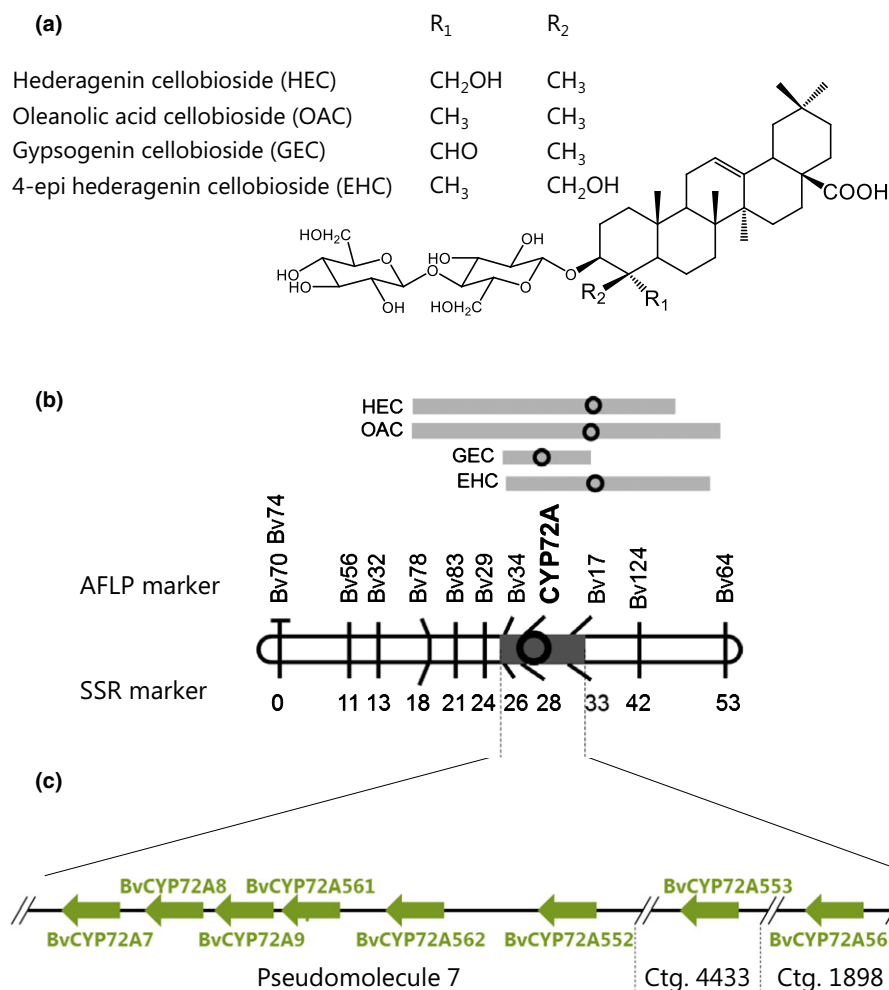 (a)
R1 R2
Hederagenin cellobioside (HEC) CH2OH CH3
Oleanolic acid cellobioside (OAC) CH3 CH3
Gypsogenin cellobioside (GEC) CHO CH3
4-epi hederagenin cellobioside (EHC) CH3 CH2OH
COOH
HOH2C
HO
HO
OH
O
O
HO
OH
O
HOH2C
OH
O
R2 R1
(b)
HEC
OAC
GEC
EHC
AFLP marker
Bv70 Bv74 Bv56 Bv32 Bv78 Bv83 Bv29 Bv34 CYP72A Bv17 Bv124 Bv64
SSR marker
0 11 13 18 21 24 26 28 33 42 53
(c)
BvCYP72A8 BvCYP72A561 BvCYP72A553
BvCYP72A7 BvCYP72A9 BvCYP72A562 BvCYP72A552 BvCYP72A56
Pseudomolecule 7 Ctg. 4433 Ctg. 1898